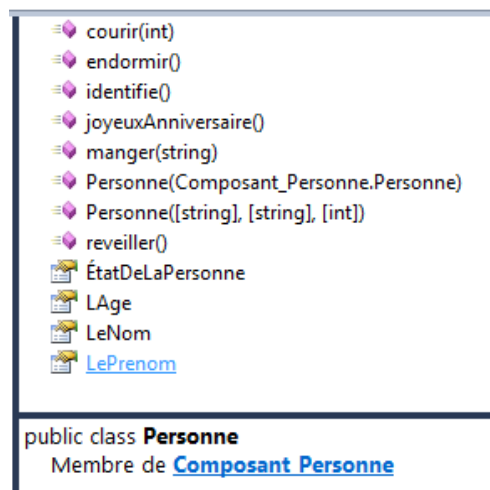 courir(int)
endormir()
identifie()
joyeuxAnniversaire()
manger(string)
Personne(Composant_Personne.Personne)
Personne([string], [string], [int])
reveiller()
ÉtatDeLaPersonne
LAge
LeNom
LePrenom
public class Personne
Membre de Composant Personne